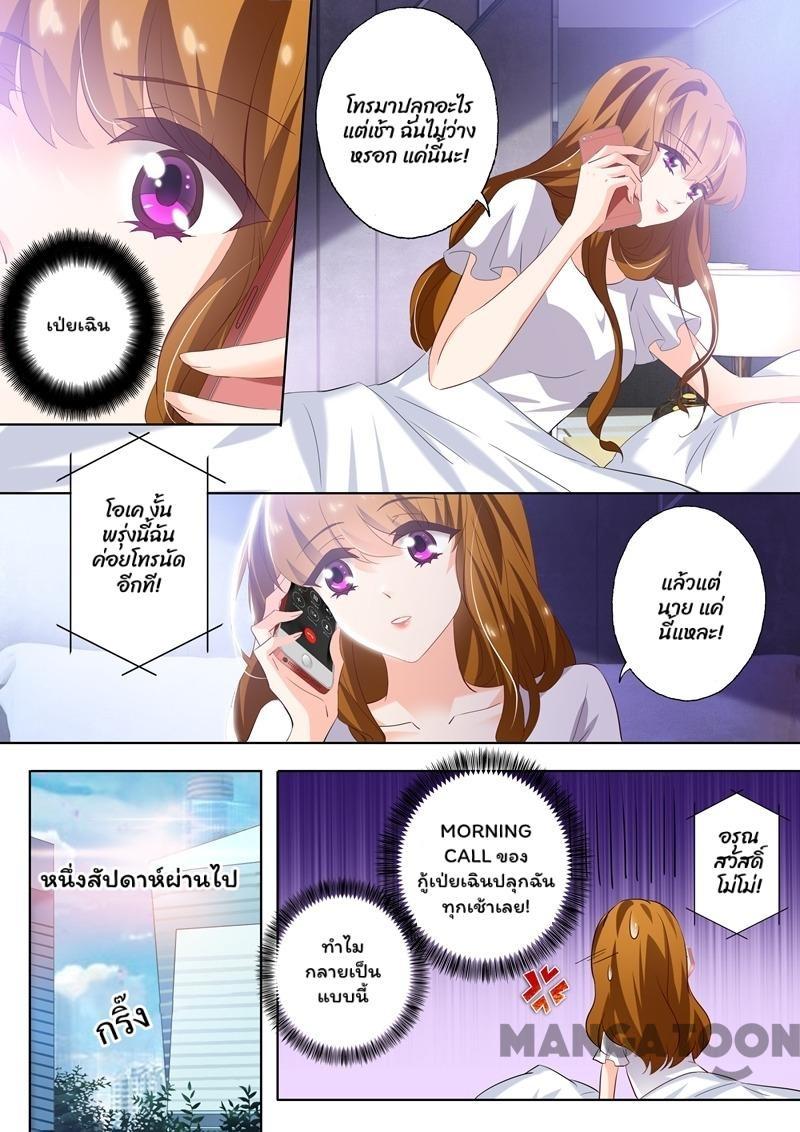 เป่ยเฉิน
โทรมาปลุกอะไร
แต่เช้า ฉันไม่ว่าง
หรอก แค่นี้นะ!
โอเค งั้น
พรุ่งนี้ฉัน
ค่อยโทรนัด
อีกที!
แล้วแต่
นาย แค่
นี้แหละ!
หนึ่งสัปดาห์ผ่านไป
กริ๊ง
อรุณ
สวัสดิ์
โม่โม่!
MORNING
CALL ของ
กู้เป่ยเฉินปลุกฉัน
ทุกเช้าเลย!
ทำไม
กลายเป็น
แบบนี้
MANGATOON